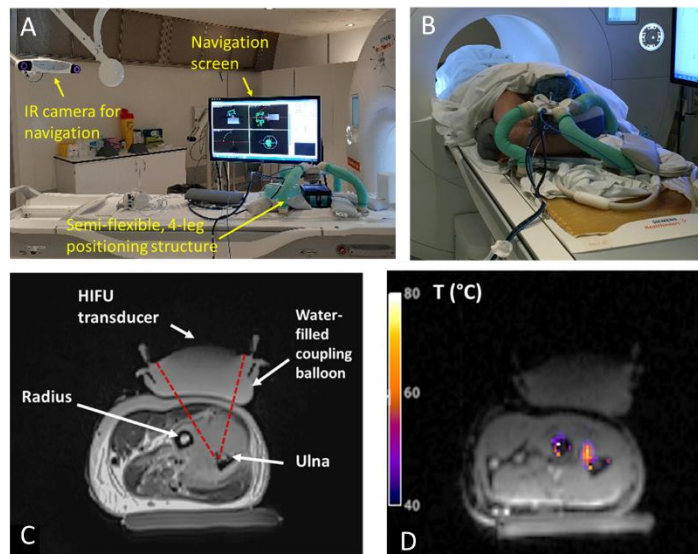 A
Navigation
screen
IR camera for
navigation
Semi-flexible, 4-leg
positioning structure
B
SIEMENS
HIFU
transducer
Water-
filled
coupling
balloon
Radius
Ulna
C
80
T (°C)
60
40
D